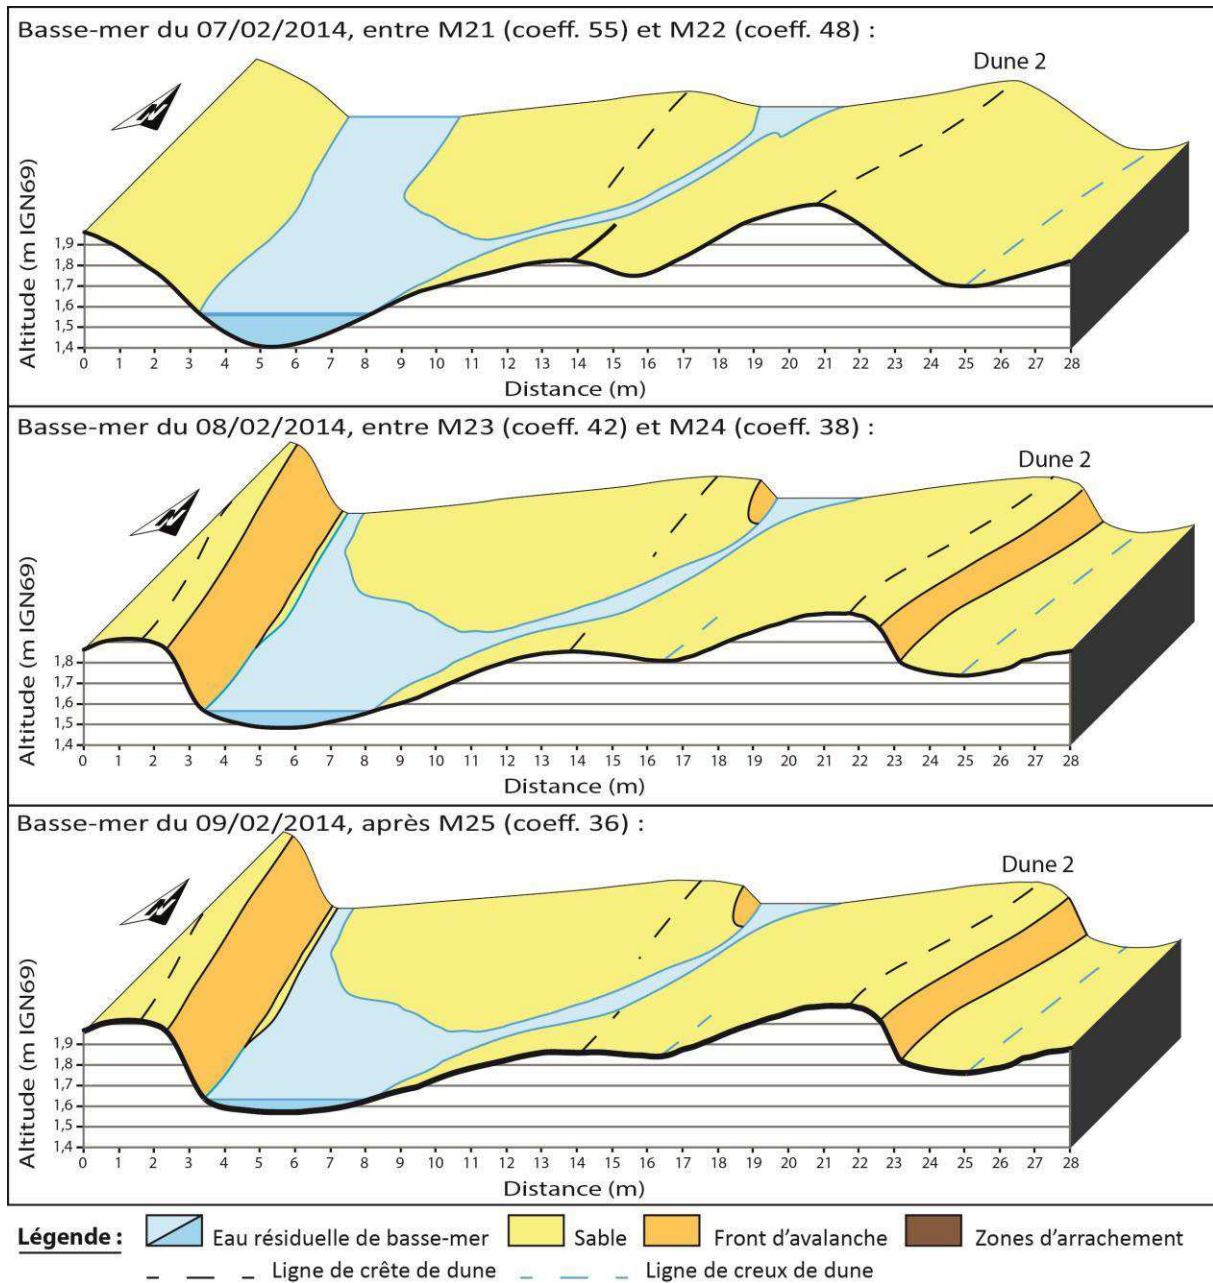 Basse-mer du 07/02/2014, entre M21 (coeff. 55) et M22 (coeff. 48) :
Dune 2
N
Altitude (m IGN69)
1,9
1,8
1,7
1,6
1,5
1,4
0 1 2 3 4 5 6 7 8 9 10 11 12 13 14 15 16 17 18 19 20 21 22 23 24 25 26 27 28
Distance (m)
Basse-mer du 08/02/2014, entre M23 (coeff. 42) et M24 (coeff. 38) :
Dune 2
N
Altitude (m IGN69)
1,8
1,7
1,6
1,5
1,4
0 1 2 3 4 5 6 7 8 9 10 11 12 13 14 15 16 17 18 19 20 21 22 23 24 25 26 27 28
Distance (m)
Basse-mer du 09/02/2014, après M25 (coeff. 36) :
Dune 2
N
Altitude (m IGN69)
1,9
1,8
1,7
1,6
1,5
1,4
0 1 2 3 4 5 6 7 8 9 10 11 12 13 14 15 16 17 18 19 20 21 22 23 24 25 26 27 28
Distance (m)
Légende : Eau résiduelle de basse-mer Sable Front d'avalanche Zones d'arrachement
Ligne de crête de dune Ligne de creux de dune